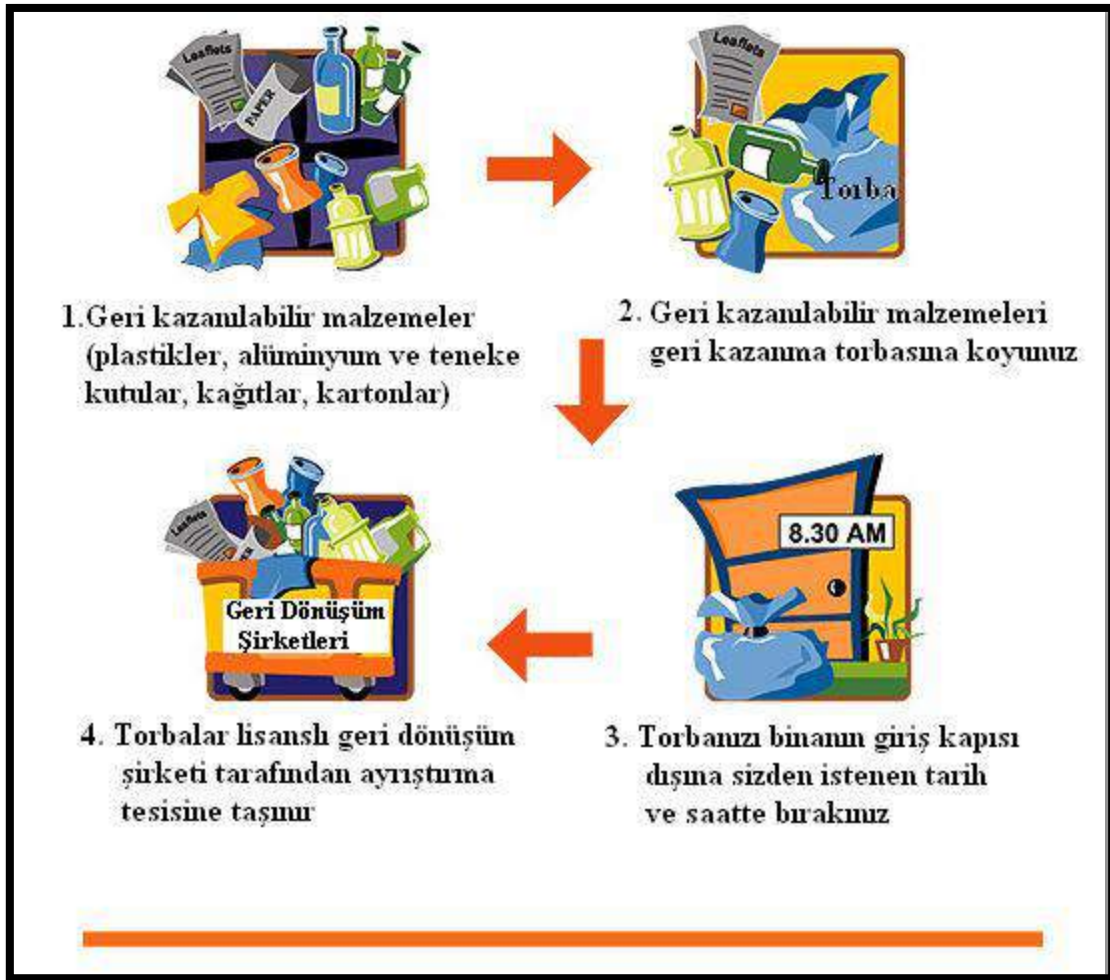 Leaflets
PAPER
Leaflets
Torba
1.Geri kazanılabilir malzemeler
(plastikler, alüminyum ve teneke
kutular, kağıtlar, kartonlar)
2. Geri kazanılabilir malzemeleri
geri kazanma torbasına koyunuz
8.30 AM
3. Torbanızı binanın giriş kapısı
dışına sizden istenen tarih
ve saatte bırakınız
Leaflets
Geri Dönüşüm
Şirketleri
4. Torbalar lisanslı geri dönüşüm
şirketi tarafından ayrıştırma
tesisine taşınır